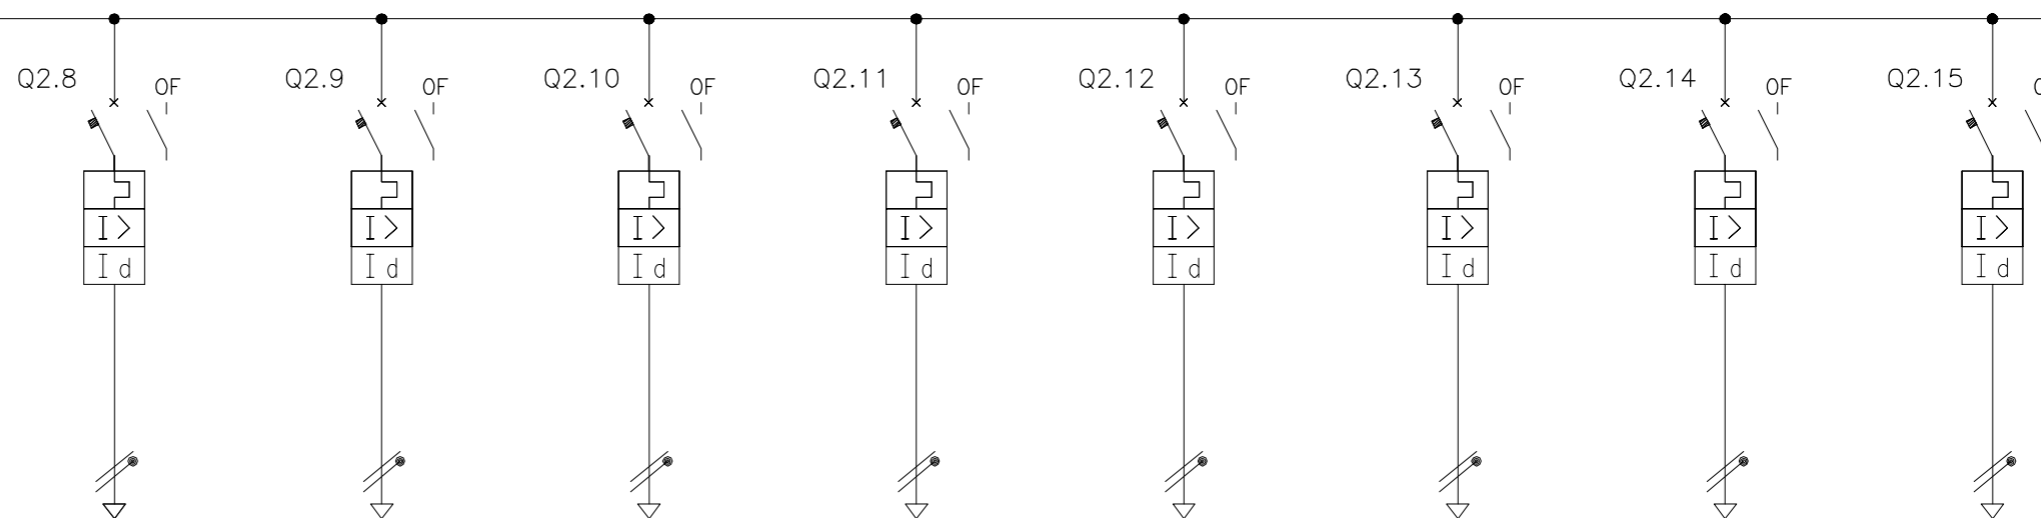 Q2.8 OF Q2.9 OF Q2.10 OF Q2.11 OF Q2.12 OF Q2.13 OF Q2.14 OF Q2.15
I> I> I> I> I> I> I> I>
Id Id Id Id Id Id Id Id